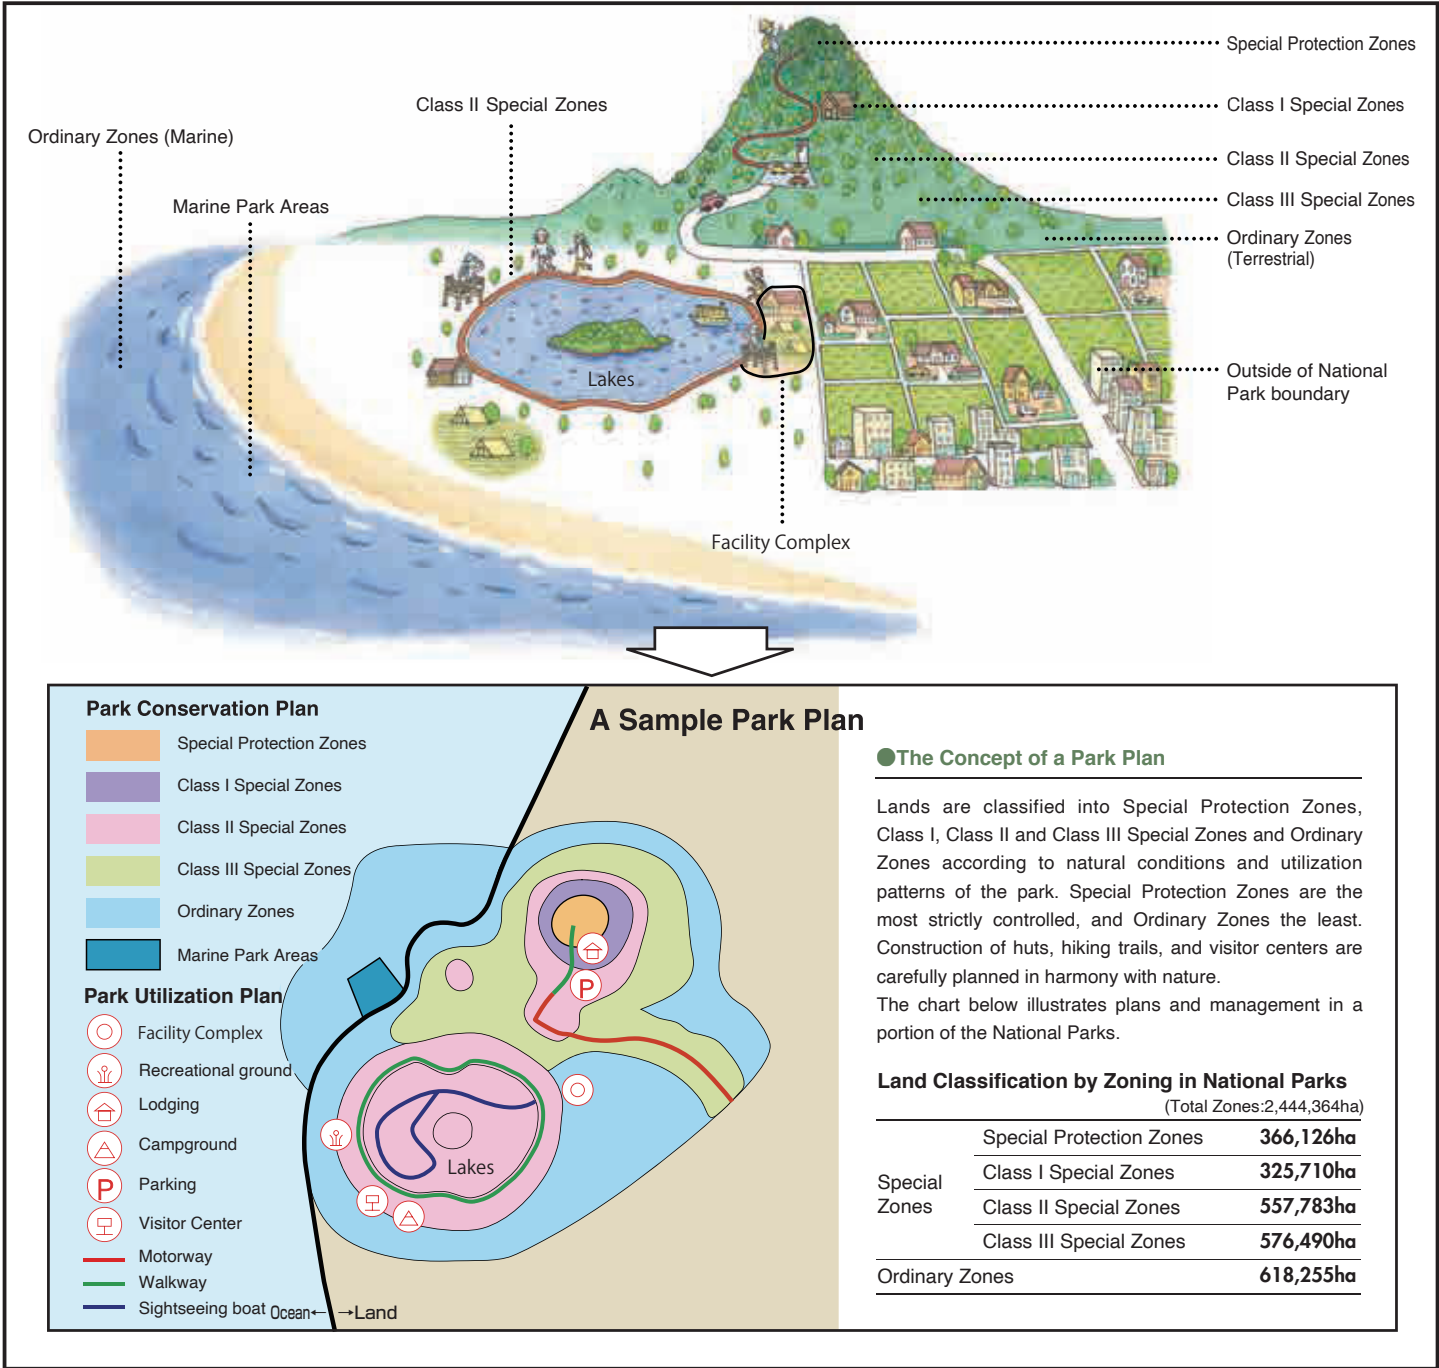 Special Protection Zones
Class II Special Zones
Class I Special Zones
Ordinary Zones (Marine)
Class II Special Zones
Marine Park Areas
Class III Special Zones
Ordinary Zones
(Terrestrial)
Lakes
Outside of National
Park boundary
Facility Complex
Park Conservation Plan
Special Protection Zones
Class I Special Zones
Class II Special Zones
Class III Special Zones
Ordinary Zones
Marine Park Areas
Park Utilization Plan
Facility Complex
Recreational ground
Lodging
Campground
P Parking
Visitor Center
Motorway
Walkway
Sightseeing boat
Ocean← →Land
A Sample Park Plan
P
Lakes
●The Concept of a Park Plan
Lands are classified into Special Protection Zones,
Class I, Class II and Class III Special Zones and Ordinary
Zones according to natural conditions and utilization
patterns of the park. Special Protection Zones are the
most strictly controlled, and Ordinary Zones the least.
Construction of huts, hiking trails, and visitor centers are
carefully planned in harmony with nature.
The chart below illustrates plans and management in a
portion of the National Parks.
Land Classification by Zoning in National Parks
(Total Zones:2,444,364ha)
Special
Zones
Special Protection Zones 366,126ha
Class I Special Zones 325,710ha
Class II Special Zones 557,783ha
Class III Special Zones 576,490ha
Ordinary Zones 618,255ha